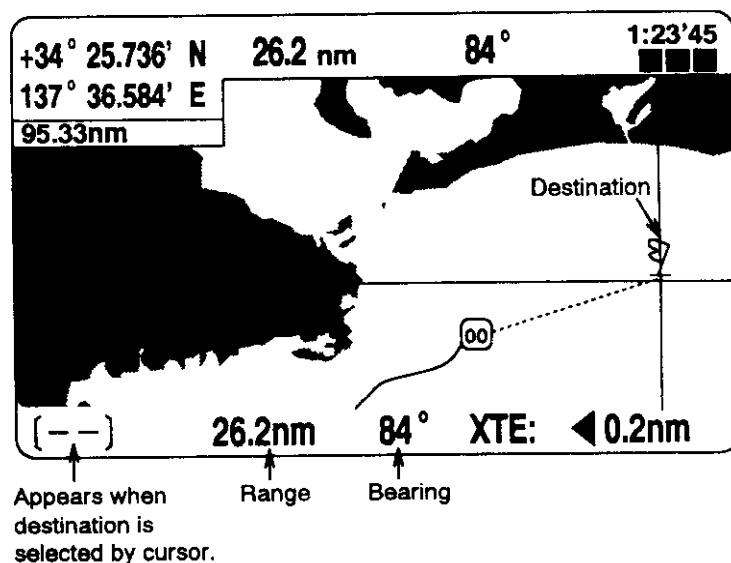 +34° 25.736' N 26.2 nm 84° 1:23'45
137° 36.584' E
95.33nm
Destination
00
[--] 26.2nm 84° XTE: ◀0.2nm
Appears when
destination is
selected by cursor.
Range
Bearing